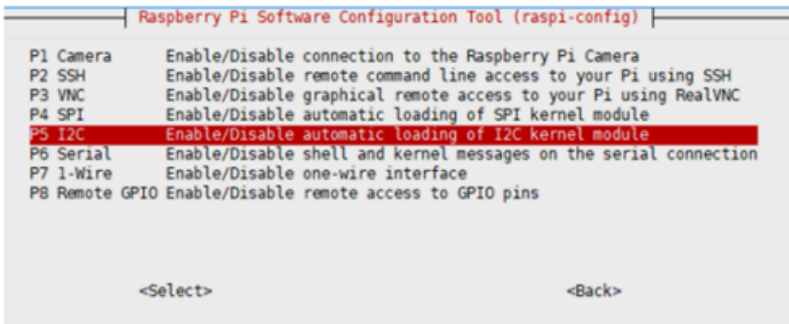 Raspberry Pi Software Configuration Tool (raspi-config)
P1 Camera Enable/Disable connection to the Raspberry Pi Camera
P2 SSH Enable/Disable remote command line access to your Pi using SSH
P3 VNC Enable/Disable graphical remote access to your Pi using RealVNC
P4 SPI Enable/Disable automatic loading of SPI kernel module
P5 I2C Enable/Disable automatic loading of I2C kernel module
P6 Serial Enable/Disable shell and kernel messages on the serial connection
P7 1-Wire Enable/Disable one-wire interface
P8 Remote GPIO Enable/Disable remote access to GPIO pins
<Select> <Back>